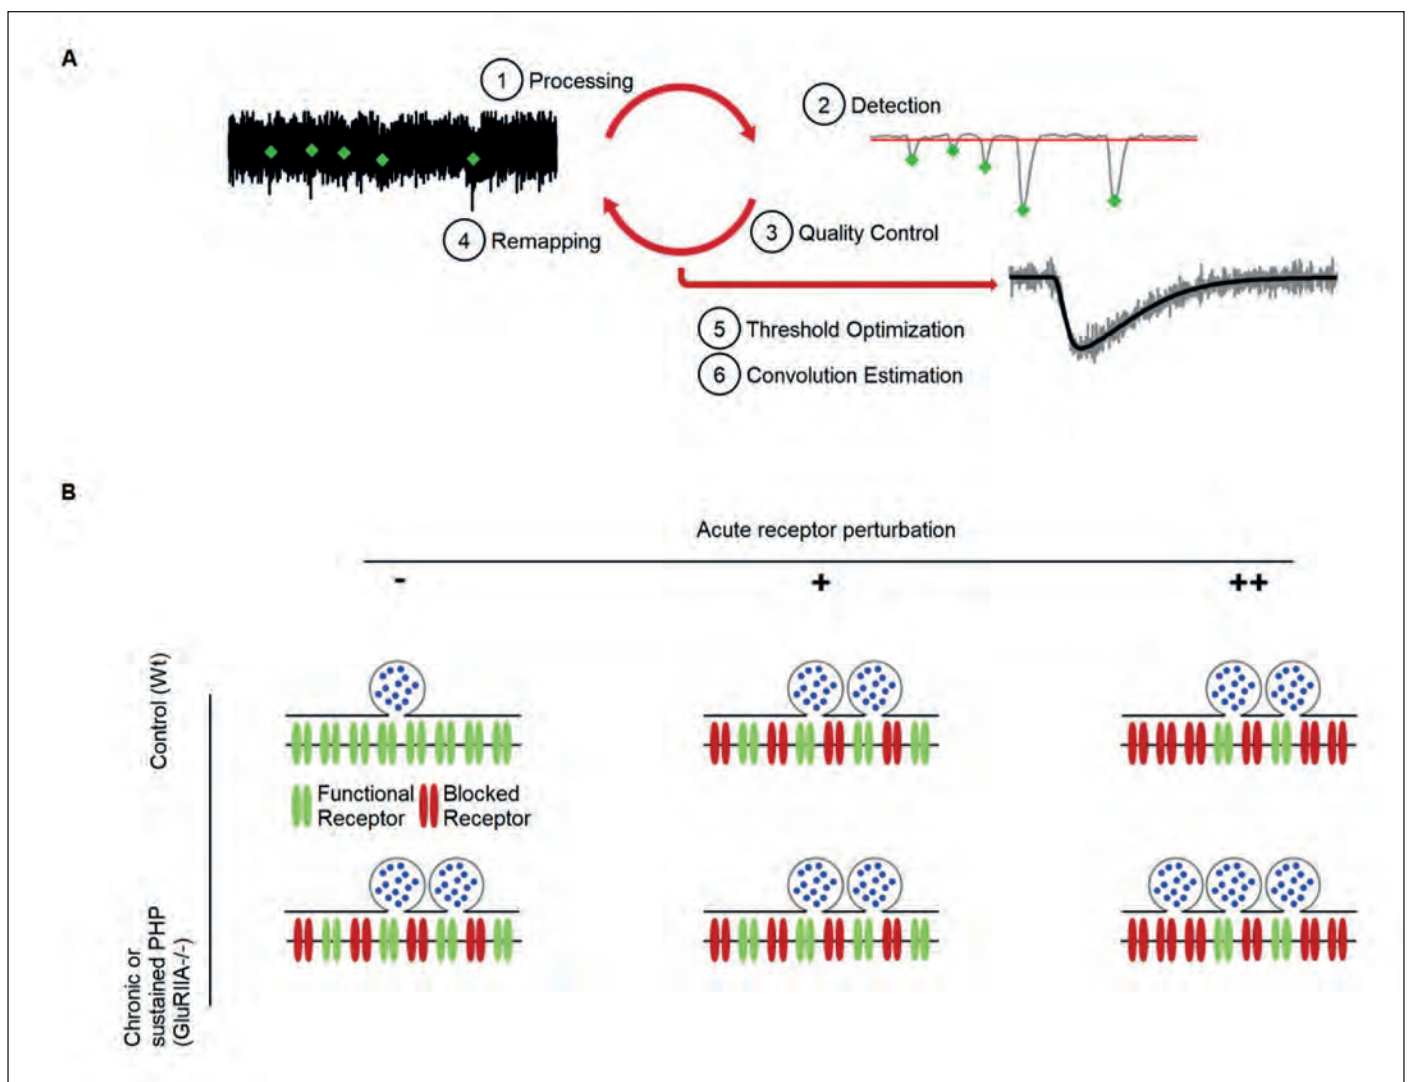 A
1 Processing
2 Detection
4 Remapping
3 Quality Control
5 Threshold Optimization
6 Convolution Estimation
B
Acute receptor perturbation
- + ++
Control (Wt)
Functional
Receptor
Blocked
Receptor
Chronic or
sustained PHP
(GluRIIA-/-)